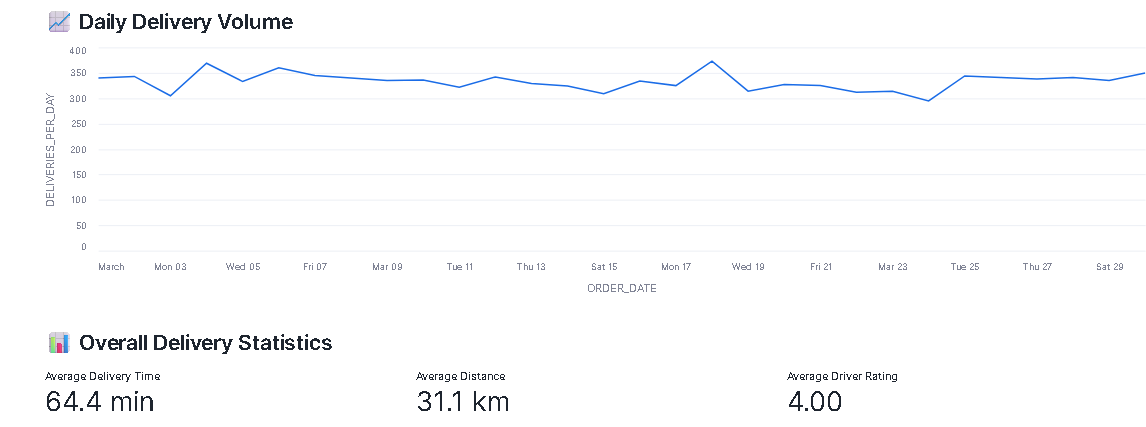 Daily Delivery Volume
400
350
300
250
200
150
100
50
0
DELIVERIES_PER_DAY
March Mon 03 Wed 05 Fri 07 Mar 09 Tue 11 Thu 13 Sat 15 Mon 17 Wed 19 Fri 21 Mar 23 Tue 25 Thu 27 Sat 29
ORDER_DATE
Overall Delivery Statistics
Average Delivery Time Average Distance Average Driver Rating
64.4 min 31.1 km 4.00